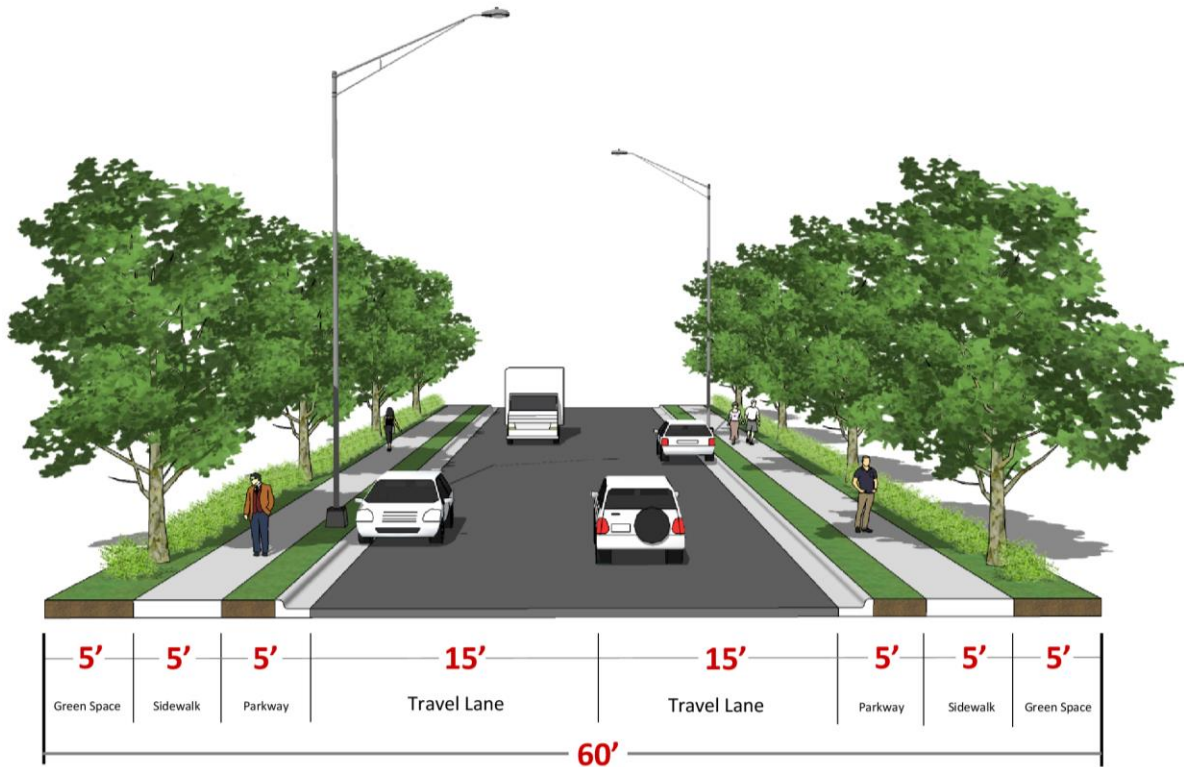 5’ 5’ 5’ 15’ 15’ 5’ 5’ 5’
Green Space Sidewalk Parkway Travel Lane Travel Lane Parkway Sidewalk Green Space
60’